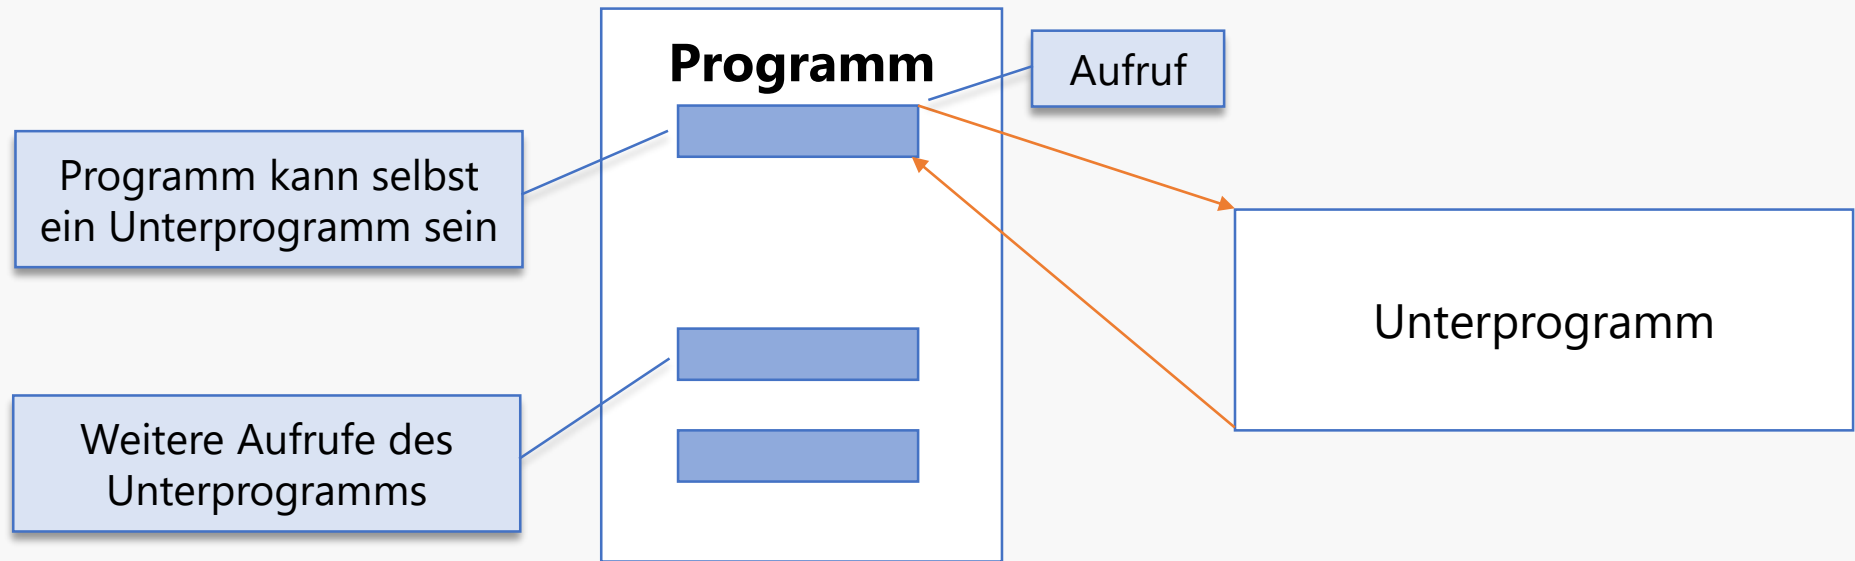 Programm
Aufruf
Programm kann selbst
ein Unterprogramm sein
Unterprogramm
Weitere Aufrufe des
Unterprogramms